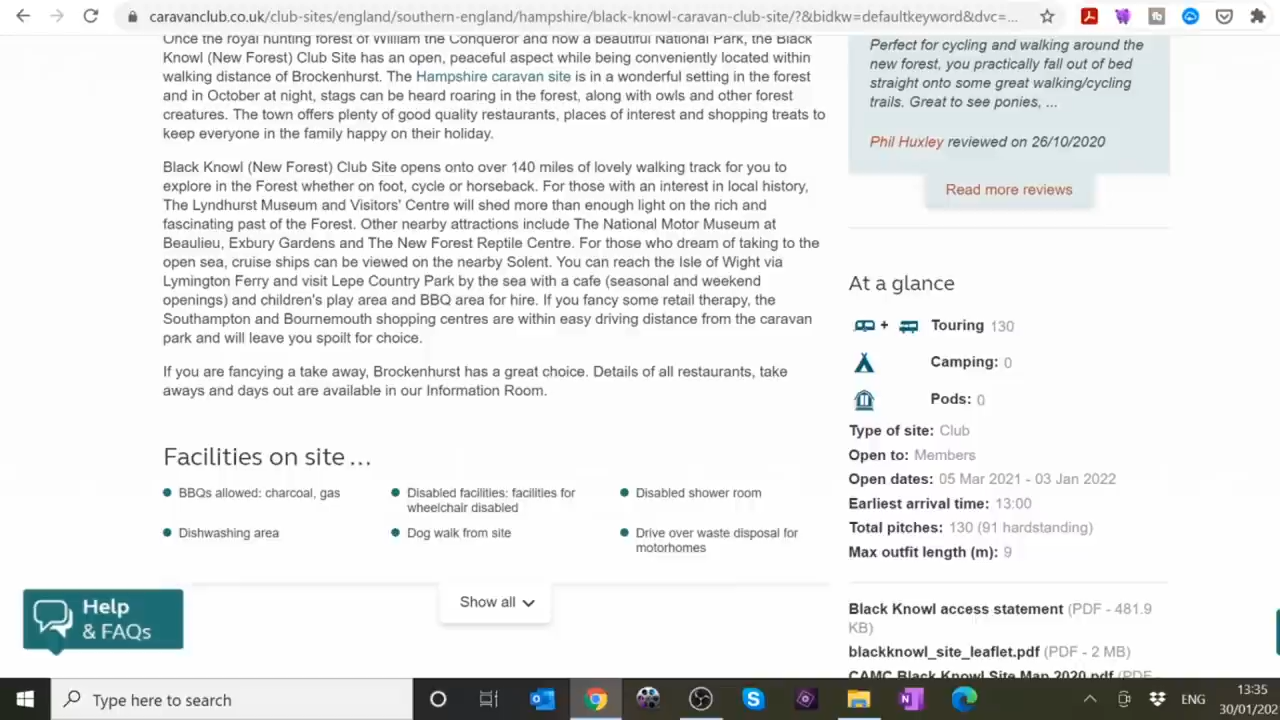 caravanclub.co.uk/club-sites/england/southern-england/hampshire/black-knowl-caravan-club-site/?&bidkw=defaultkeyword&dvc=...
Once the royal hunting forest of William the Conqueror and now a beautiful National Park, the Black
Knowl (New Forest) Club Site has an open, peaceful aspect while being conveniently located within
walking distance of Brockenhurst. The Hampshire caravan site is in a wonderful setting in the forest
and in October at night, stags can be heard roaring in the forest, along with owls and other forest
creatures. The town offers plenty of good quality restaurants, places of interest and shopping treats to
keep everyone in the family happy on their holiday.
Black Knowl (New Forest) Club Site opens onto over 140 miles of lovely walking track for you to
explore in the Forest whether on foot, cycle or horseback. For those with an interest in local history,
The Lyndhurst Museum and Visitors' Centre will shed more than enough light on the rich and
fascinating past of the Forest. Other nearby attractions include The National Motor Museum at
Beaulieu, Exbury Gardens and The New Forest Reptile Centre. For those who dream of taking to the
open sea, cruise ships can be viewed on the nearby Solent. You can reach the Isle of Wight via
Lymington Ferry and visit Lepe Country Park by the sea with a cafe (seasonal and weekend
openings) and children's play area and BBQ area for hire. If you fancy some retail therapy, the
Southampton and Bournemouth shopping centres are within easy driving distance from the caravan
park and will leave you spoilt for choice.
If you are fancying a take away, Brockenhurst has a great choice. Details of all restaurants, take
aways and days out are available in our Information Room.
Facilities on site ...
BBQs allowed: charcoal, gas
Disabled facilities: facilities for
wheelchair disabled
Disabled shower room
Dishwashing area
Dog walk from site
Drive over waste disposal for
motorhomes
Show all
Help
& FAQs
Perfect for cycling and walking around the
new forest, you practically fall out of bed
straight onto some great walking/cycling
trails. Great to see ponies, ...
Phil Huxley reviewed on 26/10/2020
Read more reviews
At a glance
+ Touring 130
Camping: 0
Pods: 0
Type of site: Club
Open to: Members
Open dates: 05 Mar 2021 - 03 Jan 2022
Earliest arrival time: 13:00
Total pitches: 130 (91 hardstanding)
Max outfit length (m): 9
Black Knowl access statement (PDF - 481.9
KB)
blackknowl_site_leaflet.pdf (PDF - 2 MB)
CAMC Black Knowl Site Map 2020.pdf (PDF
Type here to search
ENG
13:35
30/01/202